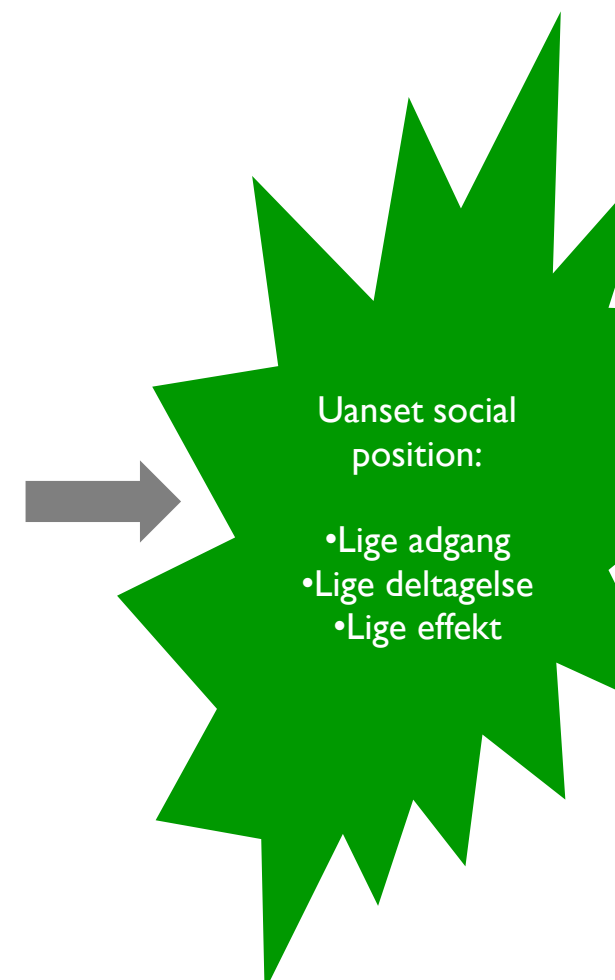 Uanset social
position:
•Lige adgang
•Lige deltagelse
•Lige effekt